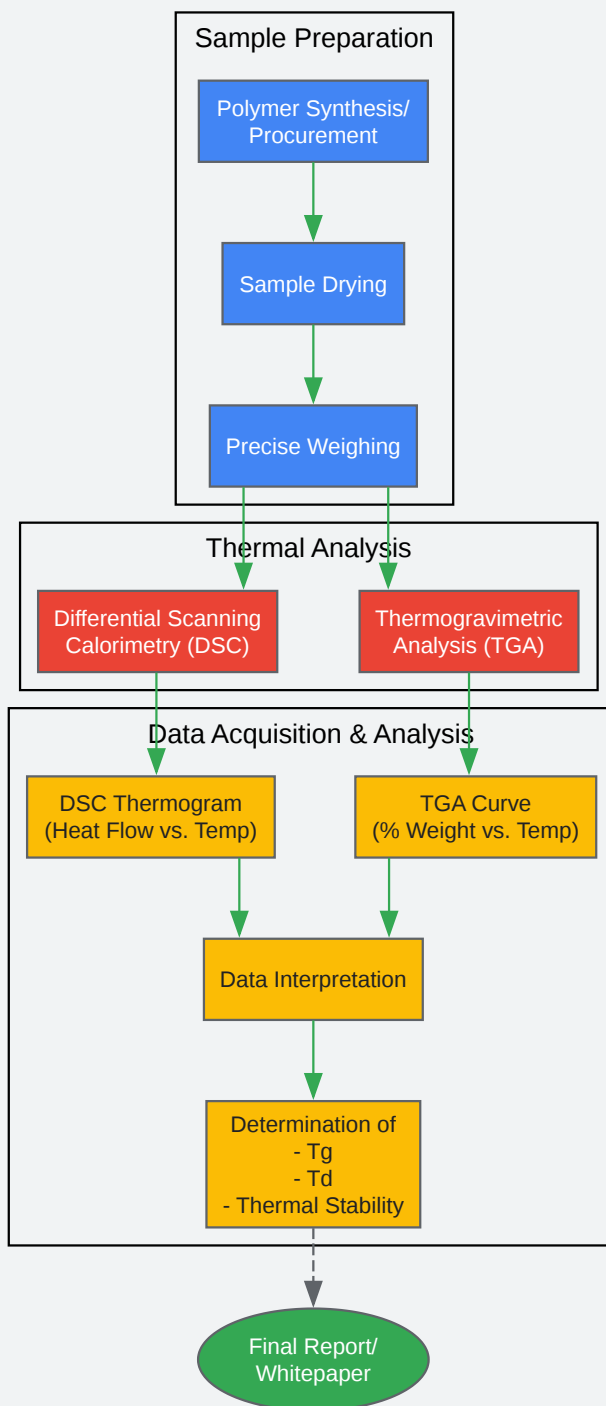 Sample Preparation
Polymer Synthesis/
Procurement
Sample Drying
Precise Weighing
Thermal Analysis
Differential Scanning
Calorimetry (DSC)
Thermogravimetric
Analysis (TGA)
Data Acquisition & Analysis
DSC Thermogram
(Heat Flow vs. Temp)
TGA Curve
(% Weight vs. Temp)
Data Interpretation
Determination of
- Tg
- Td
- Thermal Stability
Final Report/
Whitepaper